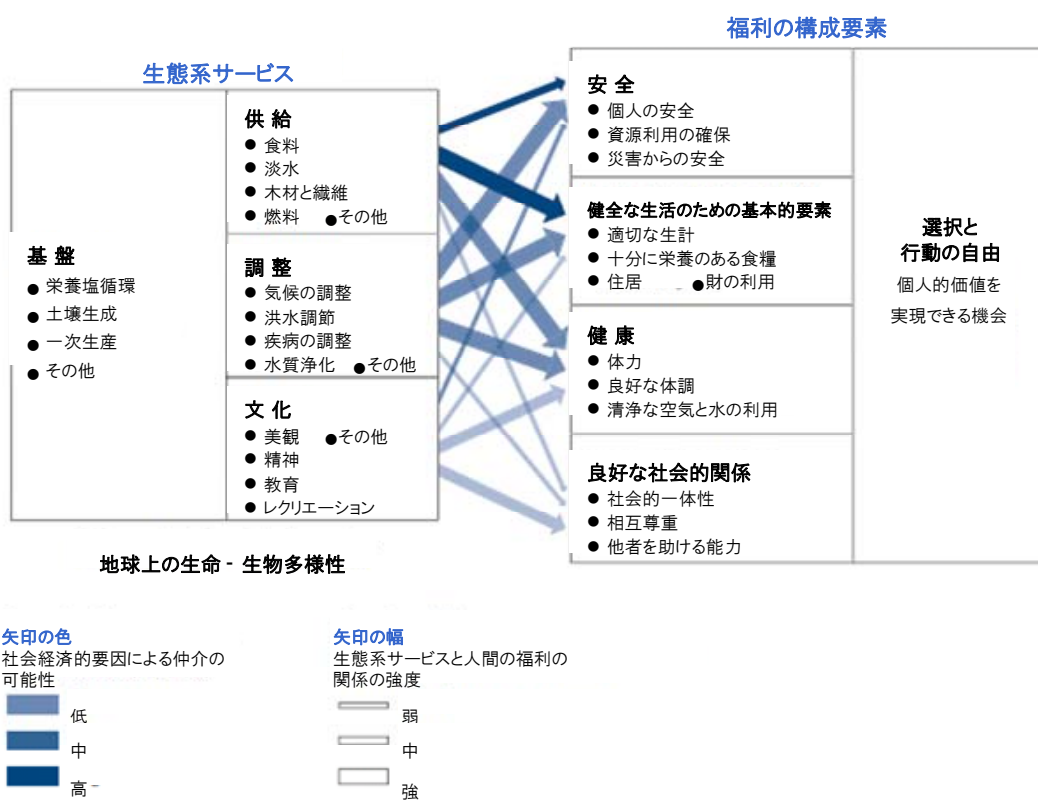 福利の構成要素
生態系サービス
基 盤
● 栄養塩循環
● 土壌生成
● 一次生産
● その他
供 給
● 食料
● 淡水
● 木材と繊維
● 燃料 ●その他
調 整
● 気候の調整
● 洪水調節
● 疾病の調整
● 水質浄化 ●その他
文 化
● 美観 ●その他
● 精神
● 教育
● レクリエーション
地球上の生命 - 生物多様性
安 全
● 個人の安全
● 資源利用の確保
● 災害からの安全
健全な生活のための基本的要素
● 適切な生計
● 十分に栄養のある食糧
● 住居 ●財の利用
健 康
● 体力
● 良好な体調
● 清浄な空気と水の利用
良好な社会的関係
● 社会的一体性
● 相互尊重
● 他者を助ける能力
選択と
行動の自由
個人的価値を
実現できる機会
矢印の色
社会経済的要因による仲介の
可能性
低
中
高
矢印の幅
生態系サービスと人間の福利の
関係の強度
弱
中
強